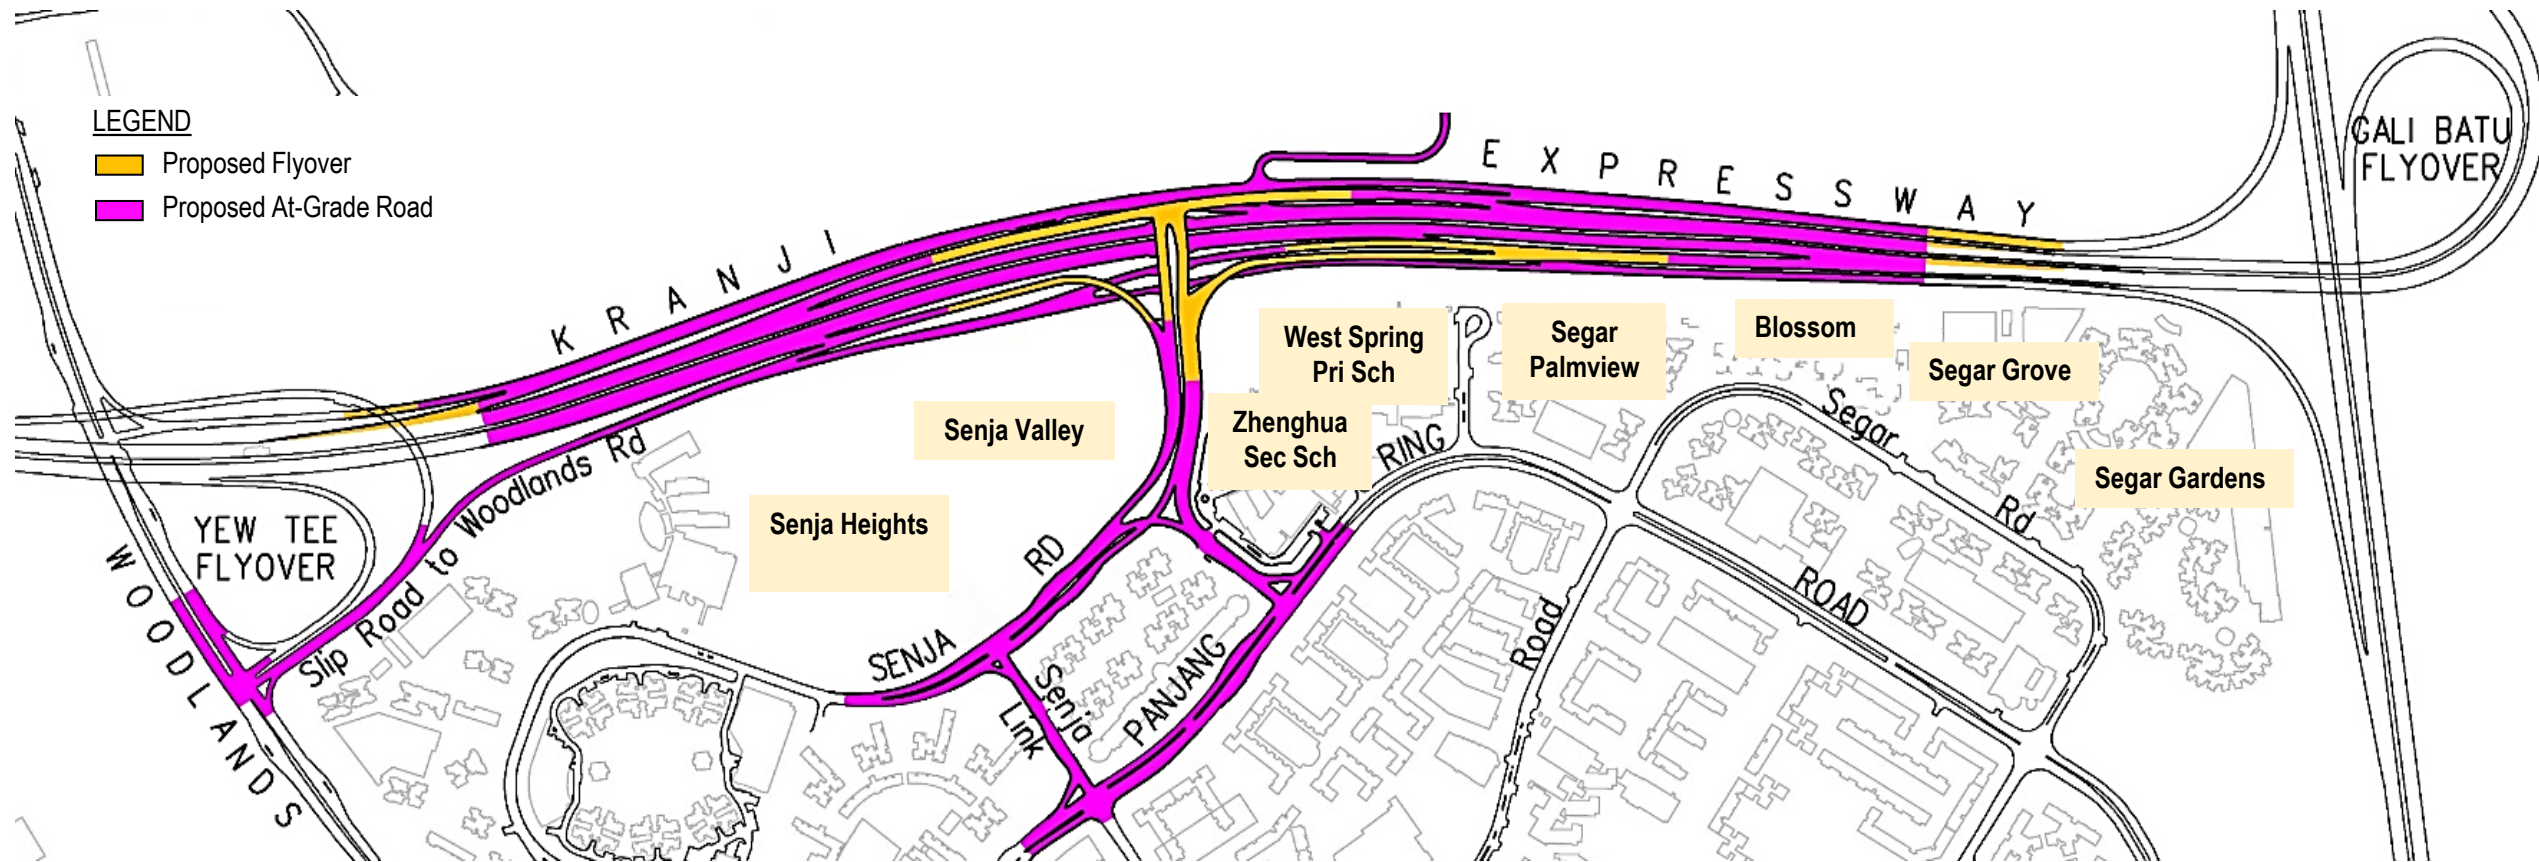 LEGEND
Proposed Flyover
Proposed At-Grade Road
KRANJI
EXPRESSWAY
GALI BATU
FLYOVER
YEW TEE
FLYOVER
WOODLANDS
Slip Road to Woodlands Rd
Senja Heights
Senja Valley
West Spring
Pri Sch
Zhenghua
Sec Sch
Segar
Palmview
Blossom
Segar Grove
Segar Gardens
Segar Rd
SENJA RD
Senja
Link
PANJANG RING
ROAD
Road